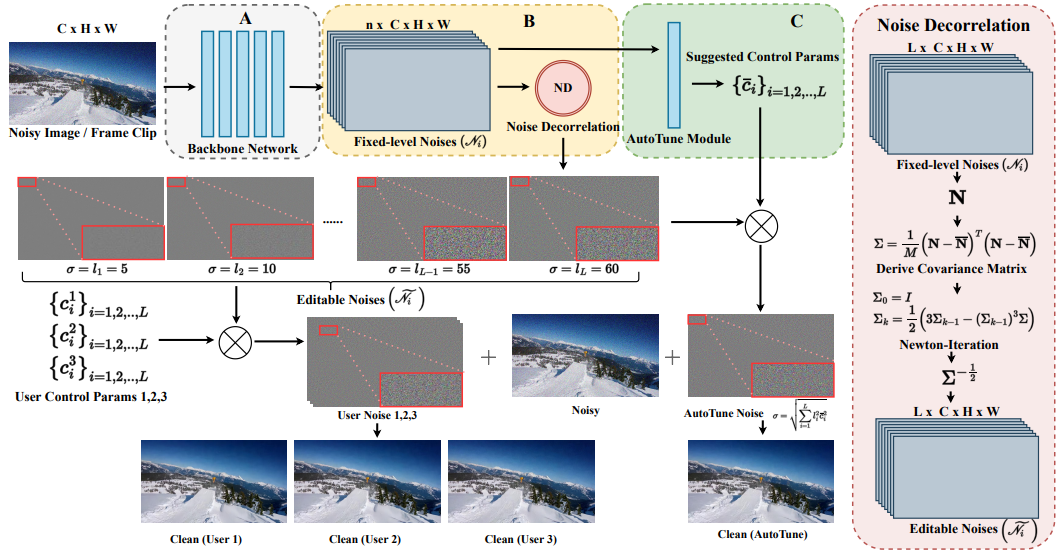 C x H x W
Noisy Image / Frame Clip
A
Backbone Network
n x C x H x W
B
Fixed-level Noises (𝒩ᵢ)
ND
Noise Decorrelation
C
AutoTune Module
Suggested Control Params
{c̄ᵢ}ᵢ₌₁,₂,..,L
σ = l₁ = 5
σ = l₂ = 10
......
σ = l_{L−1} = 55
σ = l_L = 60
Editable Noises (𝒩̃ᵢ)
{cᵢ¹}ᵢ₌₁,₂,..,L
{cᵢ²}ᵢ₌₁,₂,..,L
{cᵢ³}ᵢ₌₁,₂,..,L
User Control Params 1,2,3
User Noise 1,2,3
+
Noisy
+
AutoTune Noise
σ = √(∑_{i=1}^{L} lᵢ² c̄ᵢ²)
Clean (User 1)
Clean (User 2)
Clean (User 3)
Clean (AutoTune)
Noise Decorrelation
L x C x H x W
Fixed-level Noises (𝒩ᵢ)
N
Σ = 1/M (N − N̄)ᵀ (N − N̄)
Derive Covariance Matrix
Σ₀ = I
Σₖ = 1/2 (3Σₖ₋₁ − (Σₖ₋₁)³Σ)
Newton-Iteration
Σ^{−1/2}
L x C x H x W
Editable Noises (𝒩̃ᵢ)